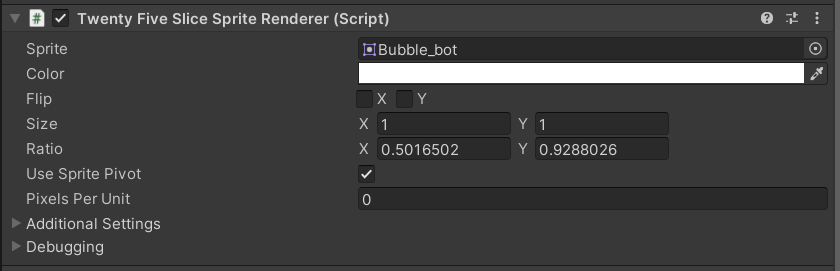 Twenty Five Slice Sprite Renderer (Script)
Sprite Bubble_bot
Color
Flip X Y
Size X 1 Y 1
Ratio X 0.5016502 Y 0.9288026
Use Sprite Pivot
Pixels Per Unit 0
Additional Settings
Debugging